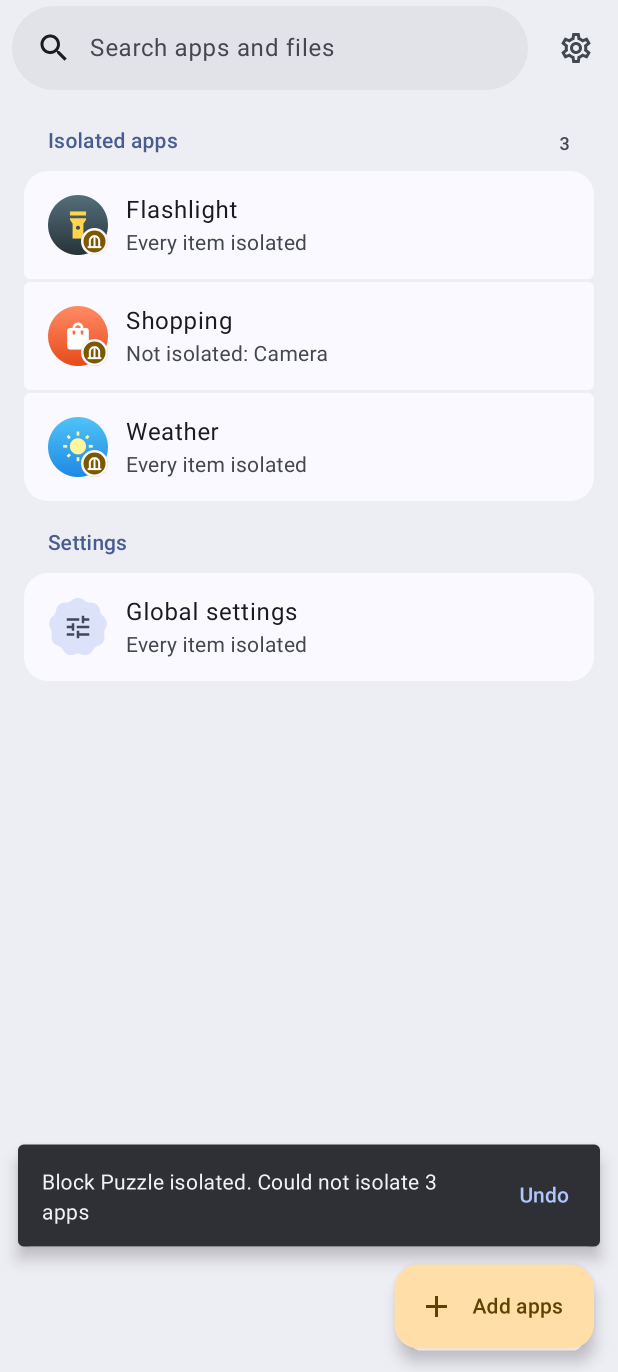 Search apps and files
Isolated apps
3
Flashlight
Every item isolated
Shopping
Not isolated: Camera
Weather
Every item isolated
Settings
Global settings
Every item isolated
Block Puzzle isolated. Could not isolate 3
apps
Undo
Add apps